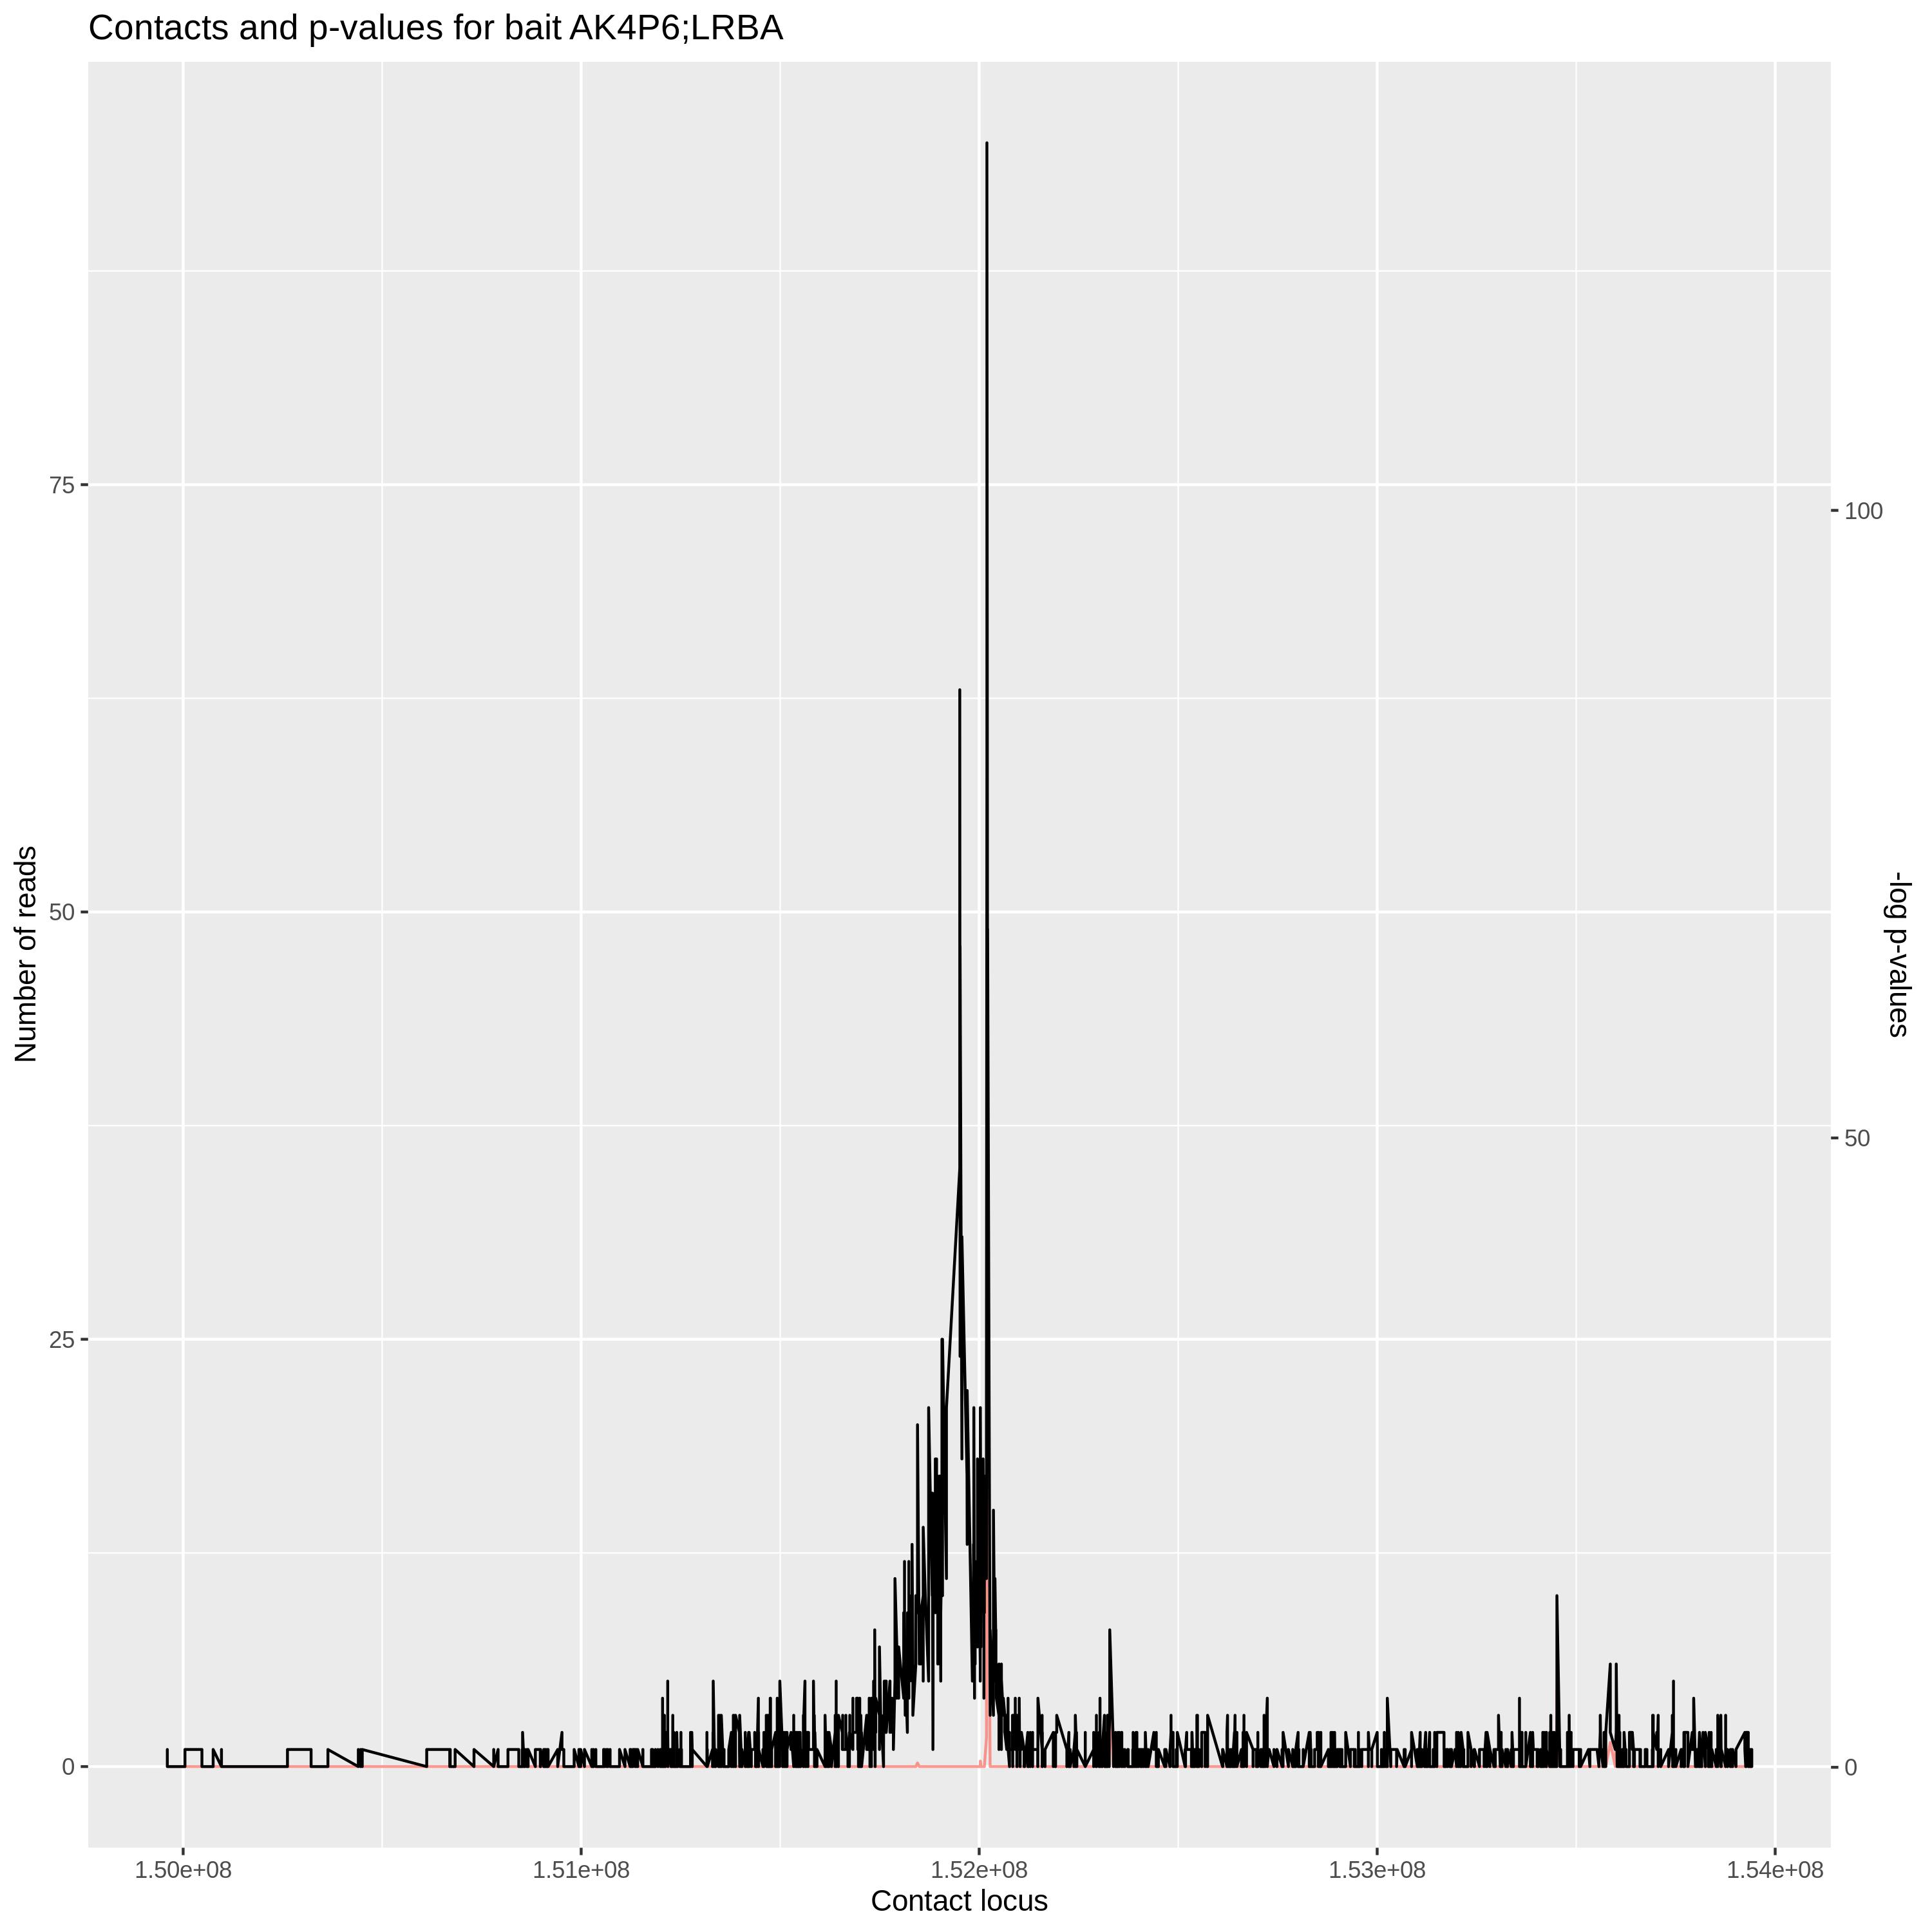 Contacts and p-values for bait AK4P6;LRBA
75
50
25
0
Number of reads
100
50
0
-log p-values
1.50e+08
1.51e+08
1.52e+08
1.53e+08
1.54e+08
Contact locus